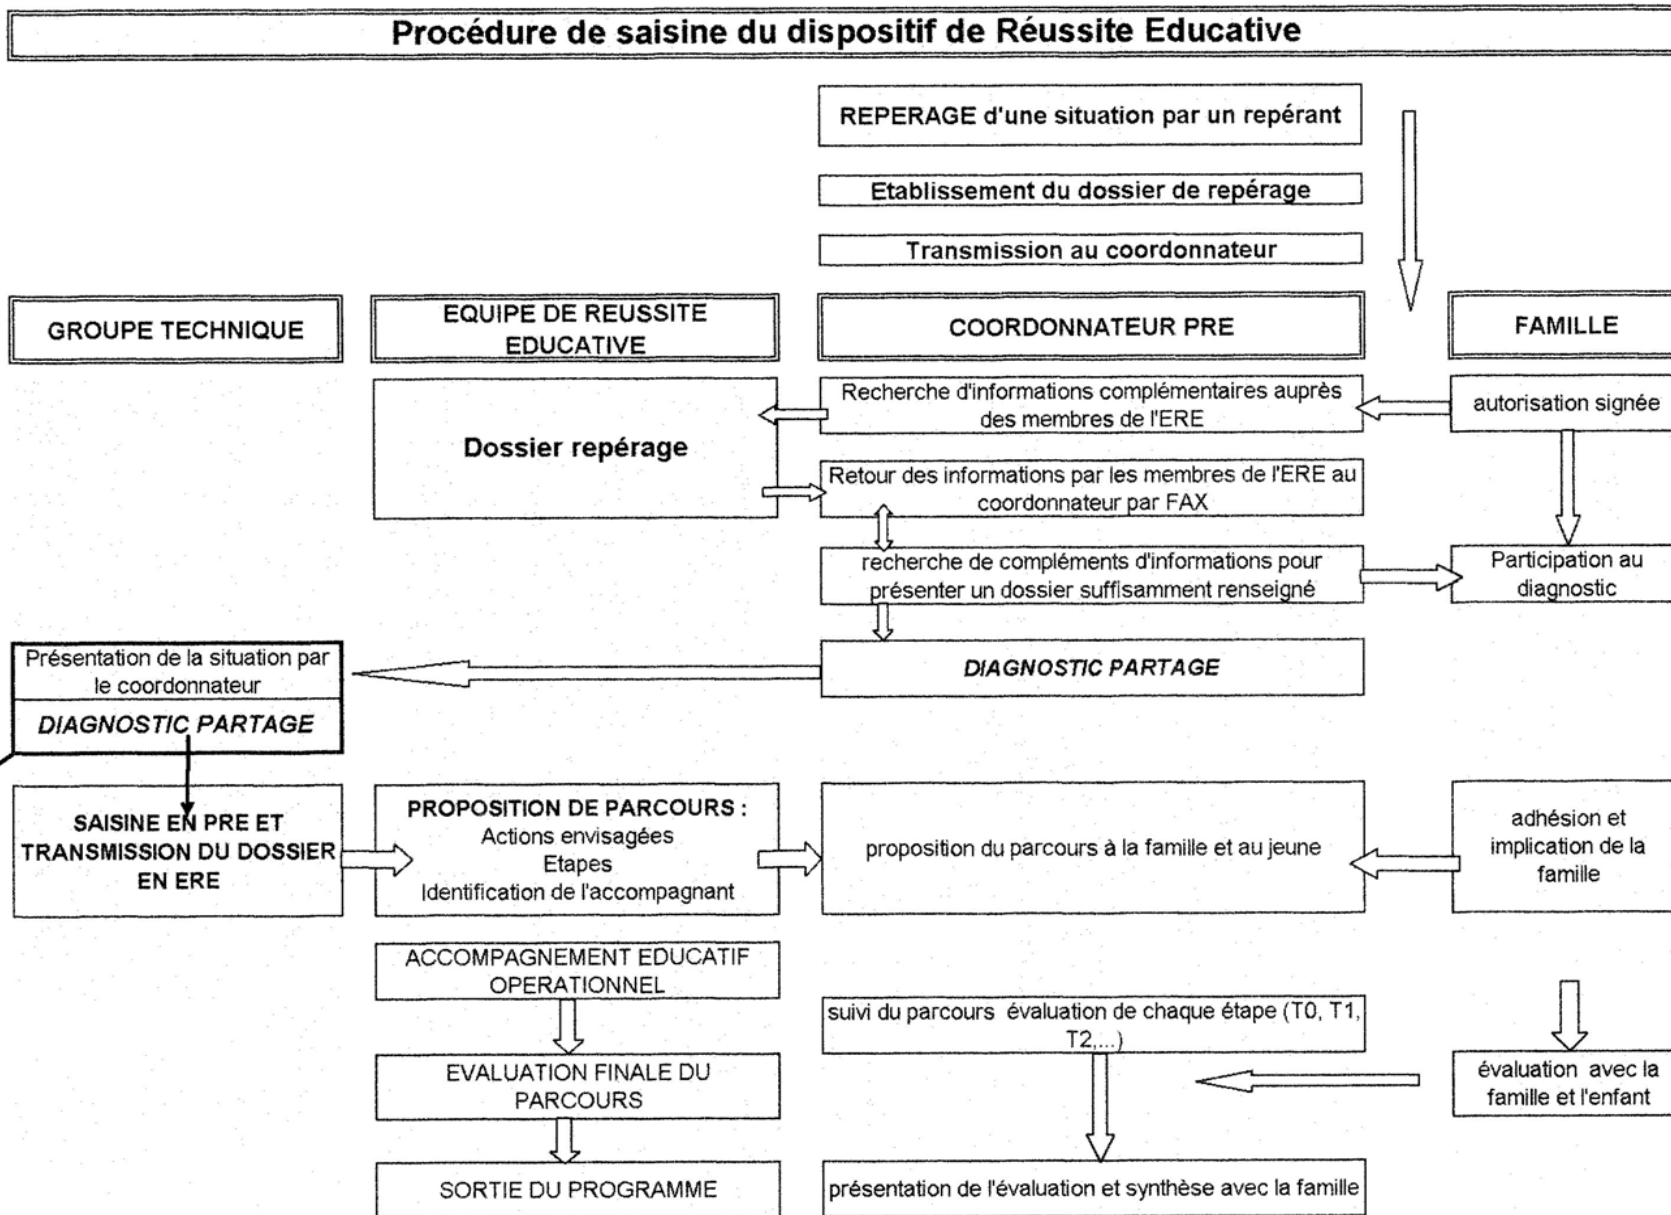 Procédure de saisine du dispositif de Réussite Educative
REPERAGE d'une situation par un repérant
Etablissement du dossier de repérage
Transmission au coordonnateur
GROUPE TECHNIQUE
EQUIPE DE REUSSITE
EDUCATIVE
COORDONNATEUR PRE
FAMILLE
Dossier repérage
Recherche d'informations complémentaires auprès
des membres de l'ERE
autorisation signée
Retour des informations par les membres de l'ERE au
coordonnateur par FAX
recherche de compléments d'informations pour
présenter un dossier suffisamment renseigné
Participation au
diagnostic
Présentation de la situation par
le coordonnateur
DIAGNOSTIC PARTAGE
DIAGNOSTIC PARTAGE
SAISINE EN PRE ET
TRANSMISSION DU DOSSIER
EN ERE
PROPOSITION DE PARCOURS :
Actions envisagées
Etapes
Identification de l'accompagnant
proposition du parcours à la famille et au jeune
adhésion et
implication de la
famille
ACCOMPAGNEMENT EDUCATIF
OPERATIONNEL
suivi du parcours évaluation de chaque étape (T0, T1,
T2,...)
EVALUATION FINALE DU
PARCOURS
évaluation avec la
famille et l'enfant
SORTIE DU PROGRAMME
présentation de l'évaluation et synthèse avec la famille